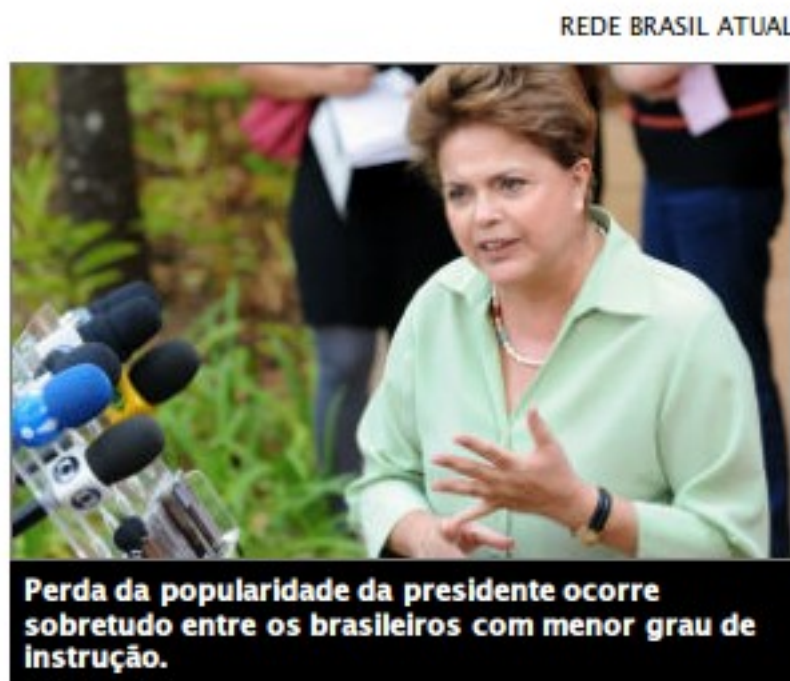 REDE BRASIL ATUAL
Perda da popularidade da presidente ocorre
sobretudo entre os brasileiros com menor grau de
instrução.